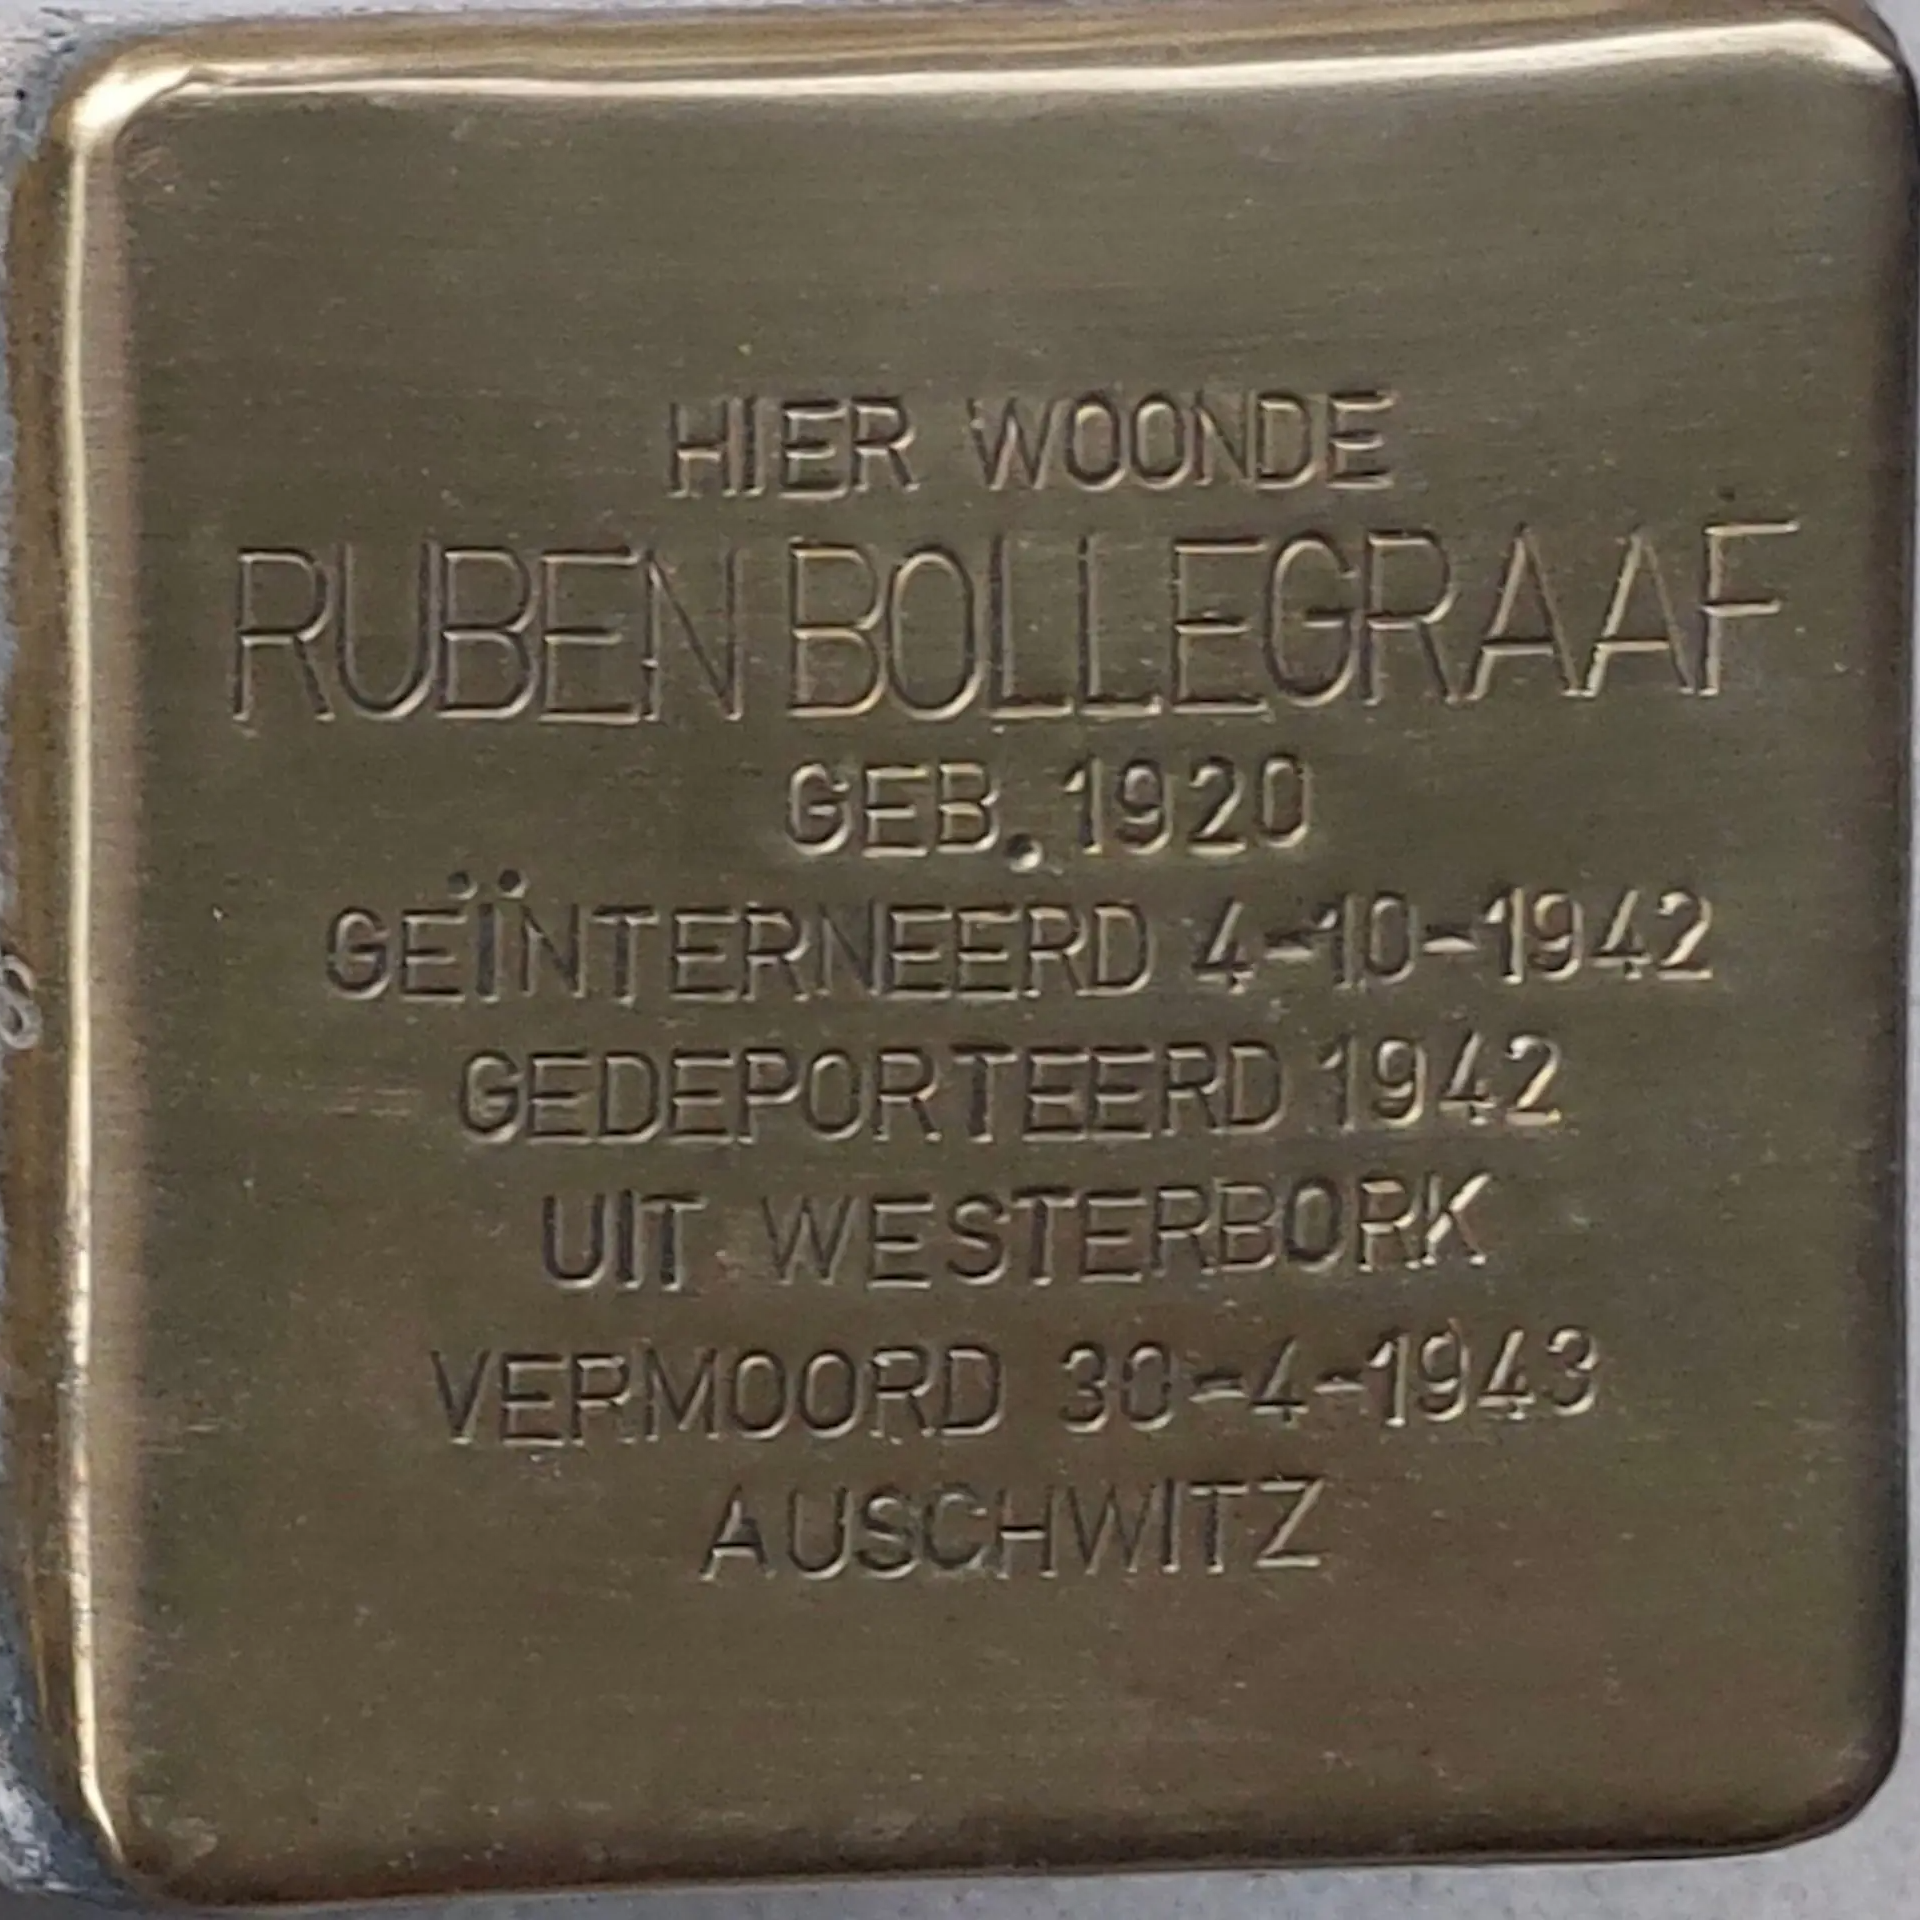 HIER WOONDE
RUBEN BOLLEGRAAF
GEB. 1920
GEÏNTERNEERD 4-10-1942
GEDEPORTEERD 1942
UIT WESTERBORK
VERMOORD 30-4-1943
AUSCHWITZ